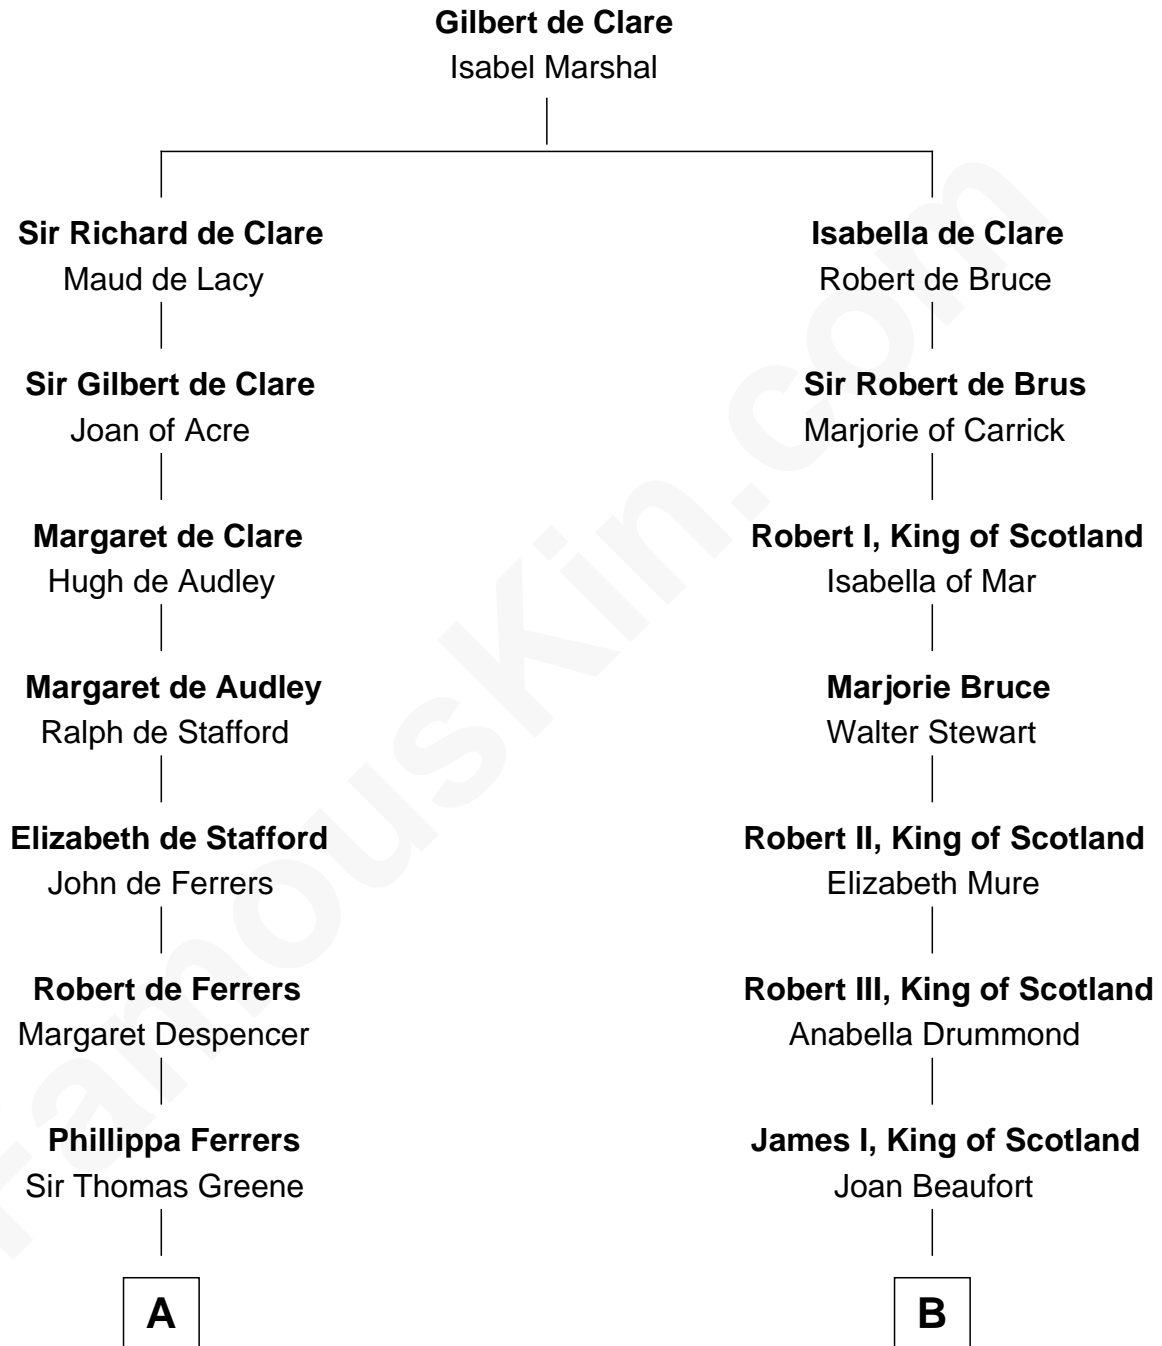 Gilbert de Clare
Isabel Marshal
Sir Richard de Clare
Maud de Lacy
Isabella de Clare
Robert de Bruce
Sir Gilbert de Clare
Joan of Acre
Sir Robert de Brus
Marjorie of Carrick
Margaret de Clare
Hugh de Audley
Robert I, King of Scotland
Isabella of Mar
Margaret de Audley
Ralph de Stafford
Marjorie Bruce
Walter Stewart
Elizabeth de Stafford
John de Ferrers
Robert II, King of Scotland
Elizabeth Mure
Robert de Ferrers
Margaret Despencer
Robert III, King of Scotland
Anabella Drummond
Phillippa Ferrers
Sir Thomas Greene
James I, King of Scotland
Joan Beaufort
A
B
FamousKin.com